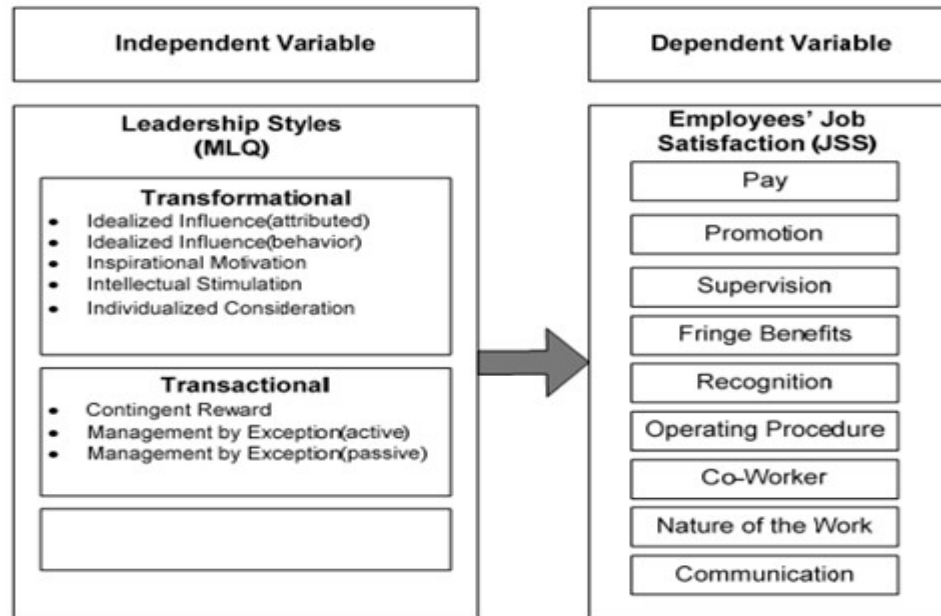 Independent Variable
Leadership Styles
(MLQ)
Transformational
• Idealized Influence(attributed)
• Idealized Influence(behavior)
• Inspirational Motivation
• Intellectual Stimulation
• Individualized Consideration
Transactional
• Contingent Reward
• Management by Exception(active)
• Management by Exception(passive)
Dependent Variable
Employees’ Job
Satisfaction (JSS)
Pay
Promotion
Supervision
Fringe Benefits
Recognition
Operating Procedure
Co-Worker
Nature of the Work
Communication